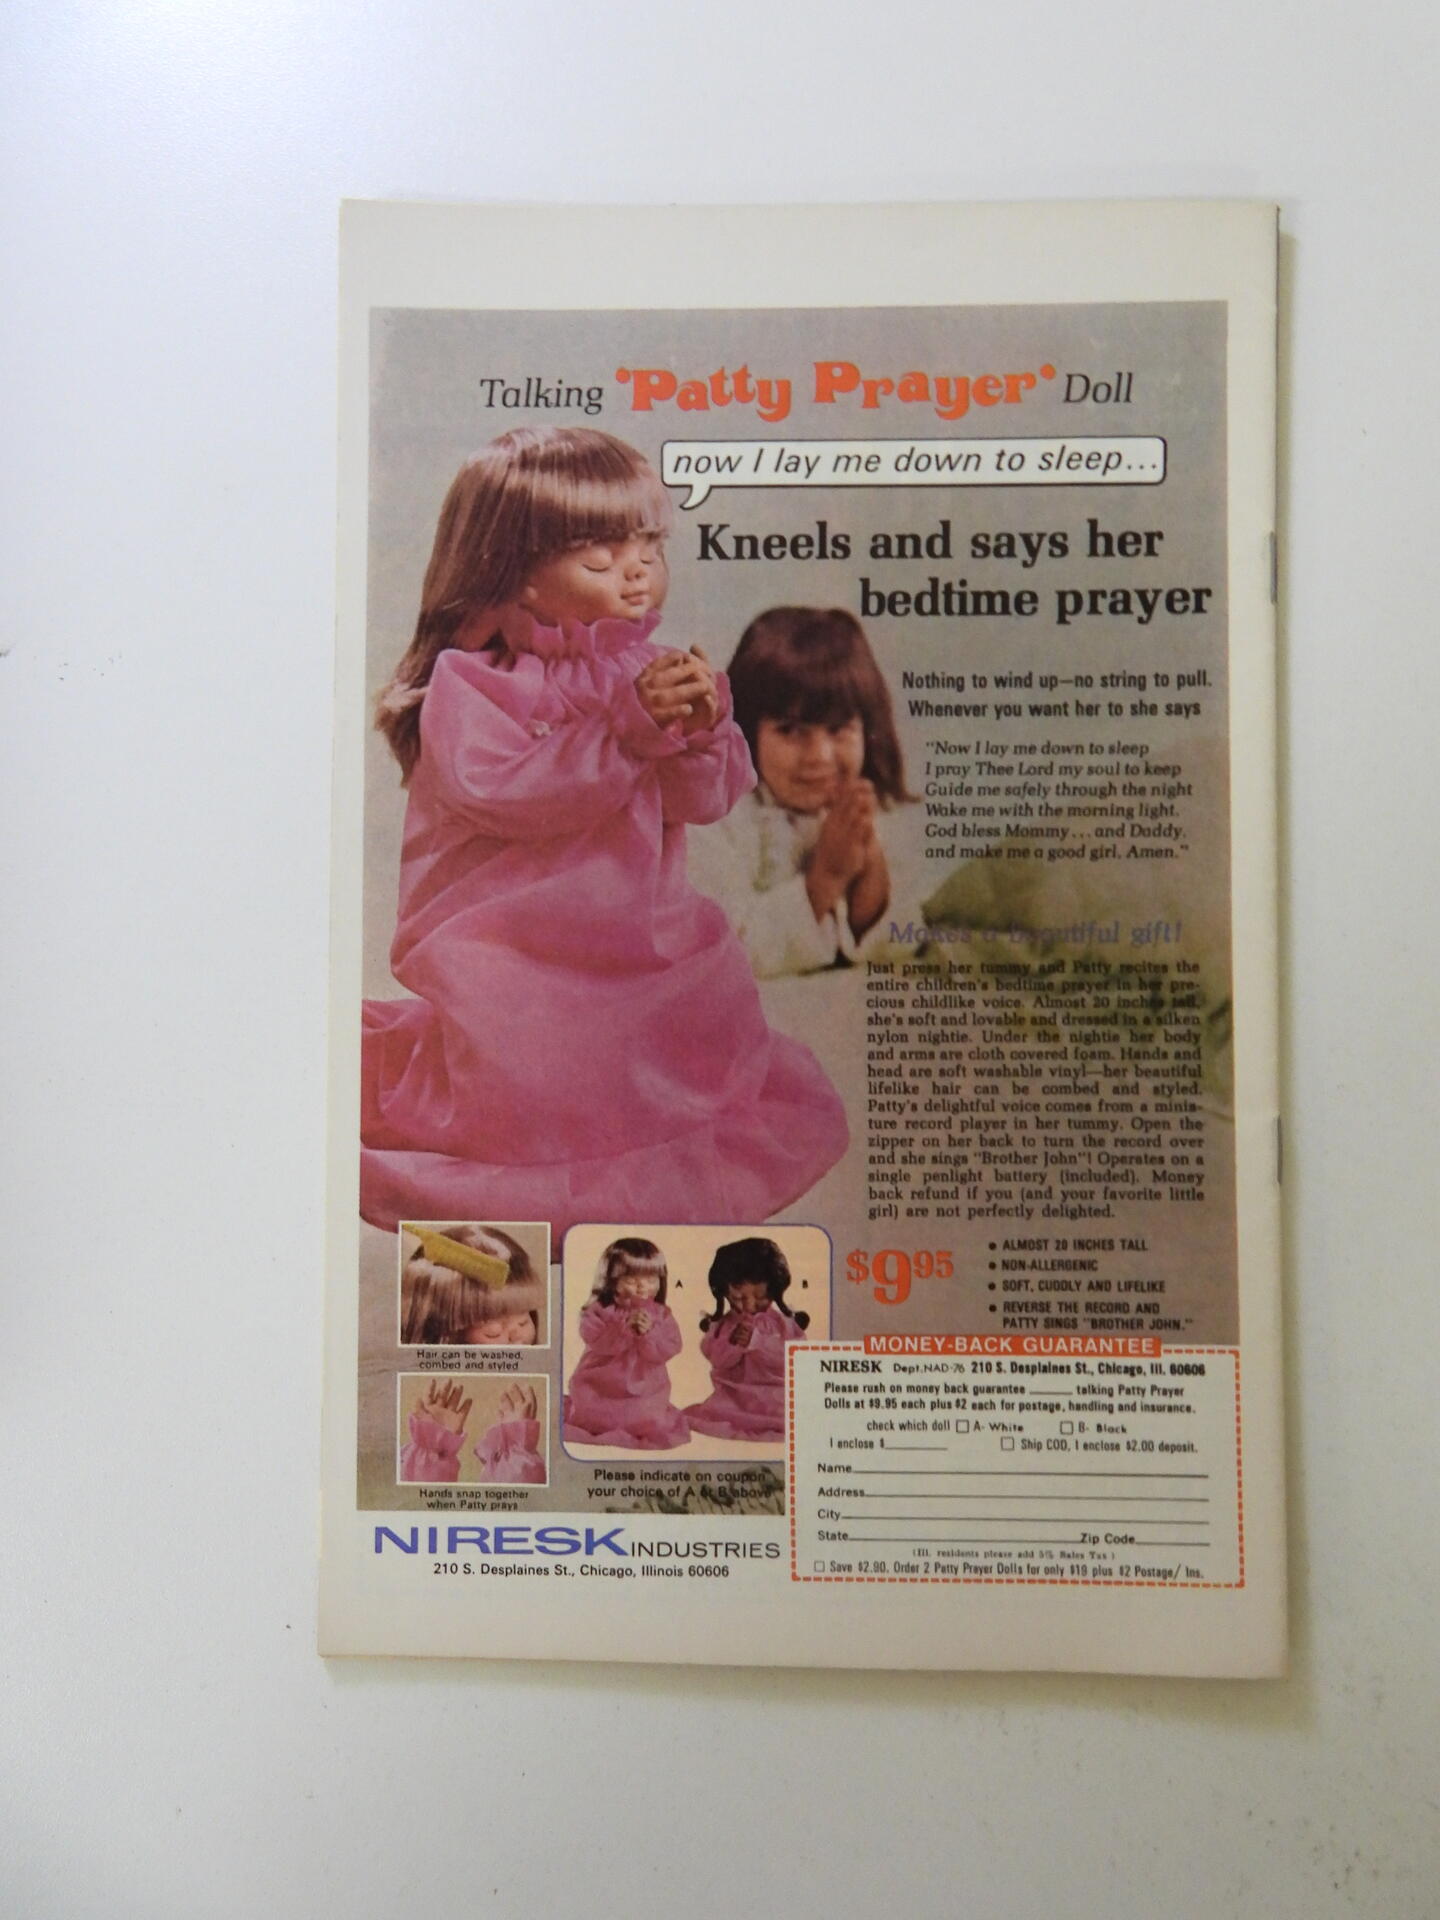 Talking 'Patty Prayer' Doll
now I lay me down to sleep...
Kneels and says her
bedtime prayer
Nothing to wind up—no string to pull.
Whenever you want her to she says
"Now I lay me down to sleep
I pray Thee Lord my soul to keep
Guide me safely through the night
Wake me with the morning light.
God bless Mommy...and Daddy.
and make me a good girl. Amen."
Makes a beautiful gift!
Just press her tummy and Patty recites the
entire children's bedtime prayer in her pre-
cious childlike voice. Almost 20 inches tall,
she's soft and lovable and dressed in a silken
nylon nightie. Under the nightie her body
and arms are cloth covered foam. Hands and
head are soft washable vinyl—her beautiful
lifelike hair can be combed and styled.
Patty's delightful voice comes from a minia-
ture record player in her tummy. Open the
zipper on her back to turn the record over
and she sings "Brother John"! Operates on a
single penlight battery (included). Money
back refund if you (and your favorite little
girl) are not perfectly delighted.
Hair can be washed,
combed and styled
Hands snap together
when Patty prays
A
B
Please indicate on coupon
your choice of A or B above
$9.95
• ALMOST 20 INCHES TALL
• NON-ALLERGENIC
• SOFT, CUDDLY AND LIFELIKE
• REVERSE THE RECORD AND
PATTY SINGS "BROTHER JOHN."
MONEY-BACK GUARANTEE
NIRESK Dept.NAD-76 210 S. Desplaines St., Chicago, Ill. 60606
Please rush on money back guarantee ______ talking Patty Prayer
Dolls at $9.95 each plus $2 each for postage, handling and insurance.
check which doll ☐ A- White ☐ B- Black
I enclose $________ ☐ Ship COD, I enclose $2.00 deposit.
Name
Address
City
State Zip Code
(Ill. residents please add 5% Sales Tax)
☐ Save $2.90. Order 2 Patty Prayer Dolls for only $19 plus $2 Postage/ Ins.
NIRESK INDUSTRIES
210 S. Desplaines St., Chicago, Illinois 60606